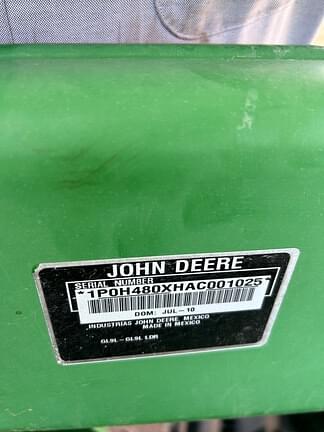 JOHN DEERE
SERIAL NUMBER
*1P0H480XHAC001025*
DOM: JUL-10
INDUSTRIAS JOHN DEERE, MEXICO
MADE IN MEXICO
GL9L-GL9L LDR